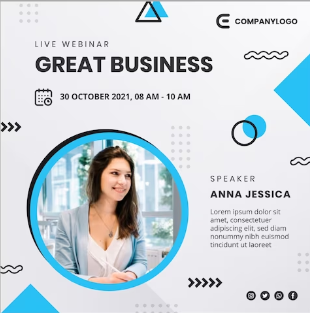 COMPANYLOGO
LIVE WEBINAR
GREAT BUSINESS
30 OCTOBER 2021, 08 AM - 10 AM
SPEAKER
ANNA JESSICA
Lorem ipsum dolor sit
amet, consectetuer
adipiscing elit, sed diam
nonummy nibh euismod
tincidunt ut laoreet